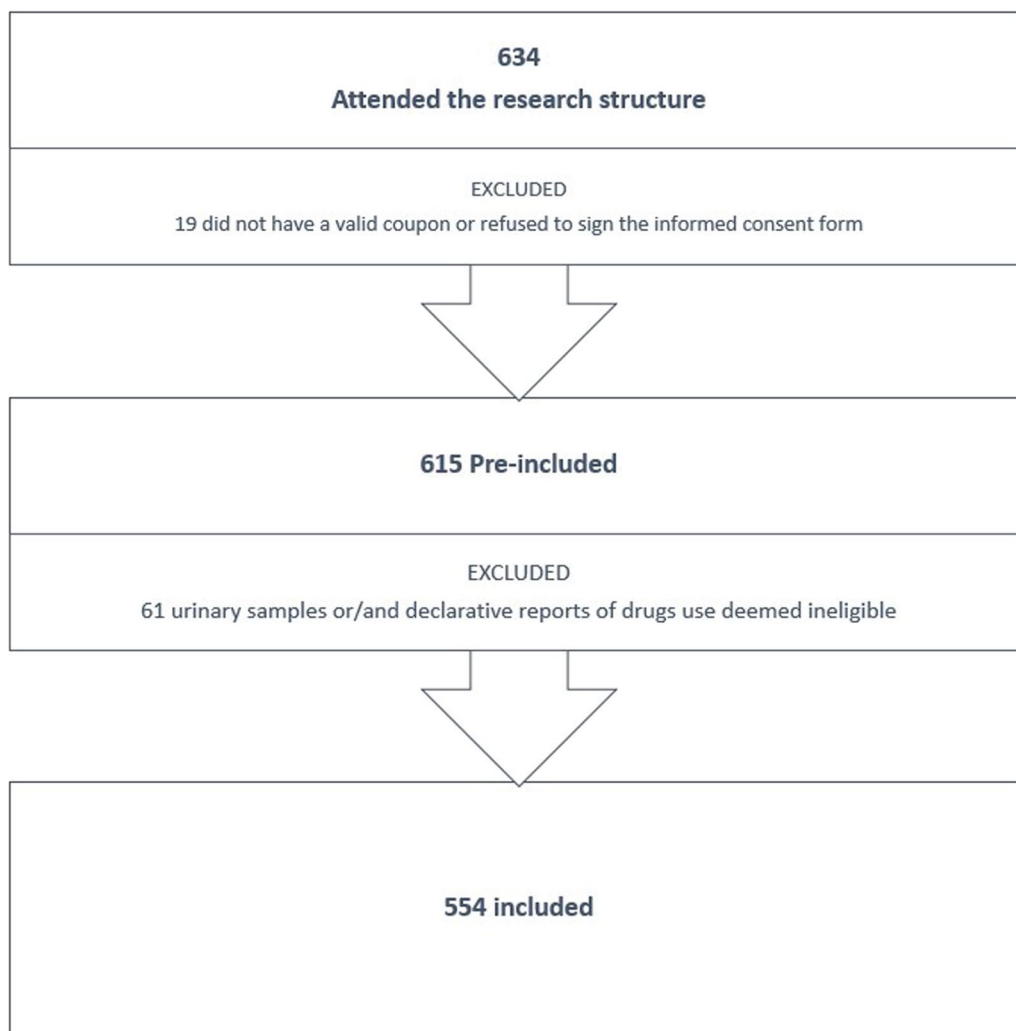 634
Attended the research structure
EXCLUDED
19 did not have a valid coupon or refused to sign the informed consent form
615 Pre-included
EXCLUDED
61 urinary samples or/and declarative reports of drugs use deemed ineligible
554 included